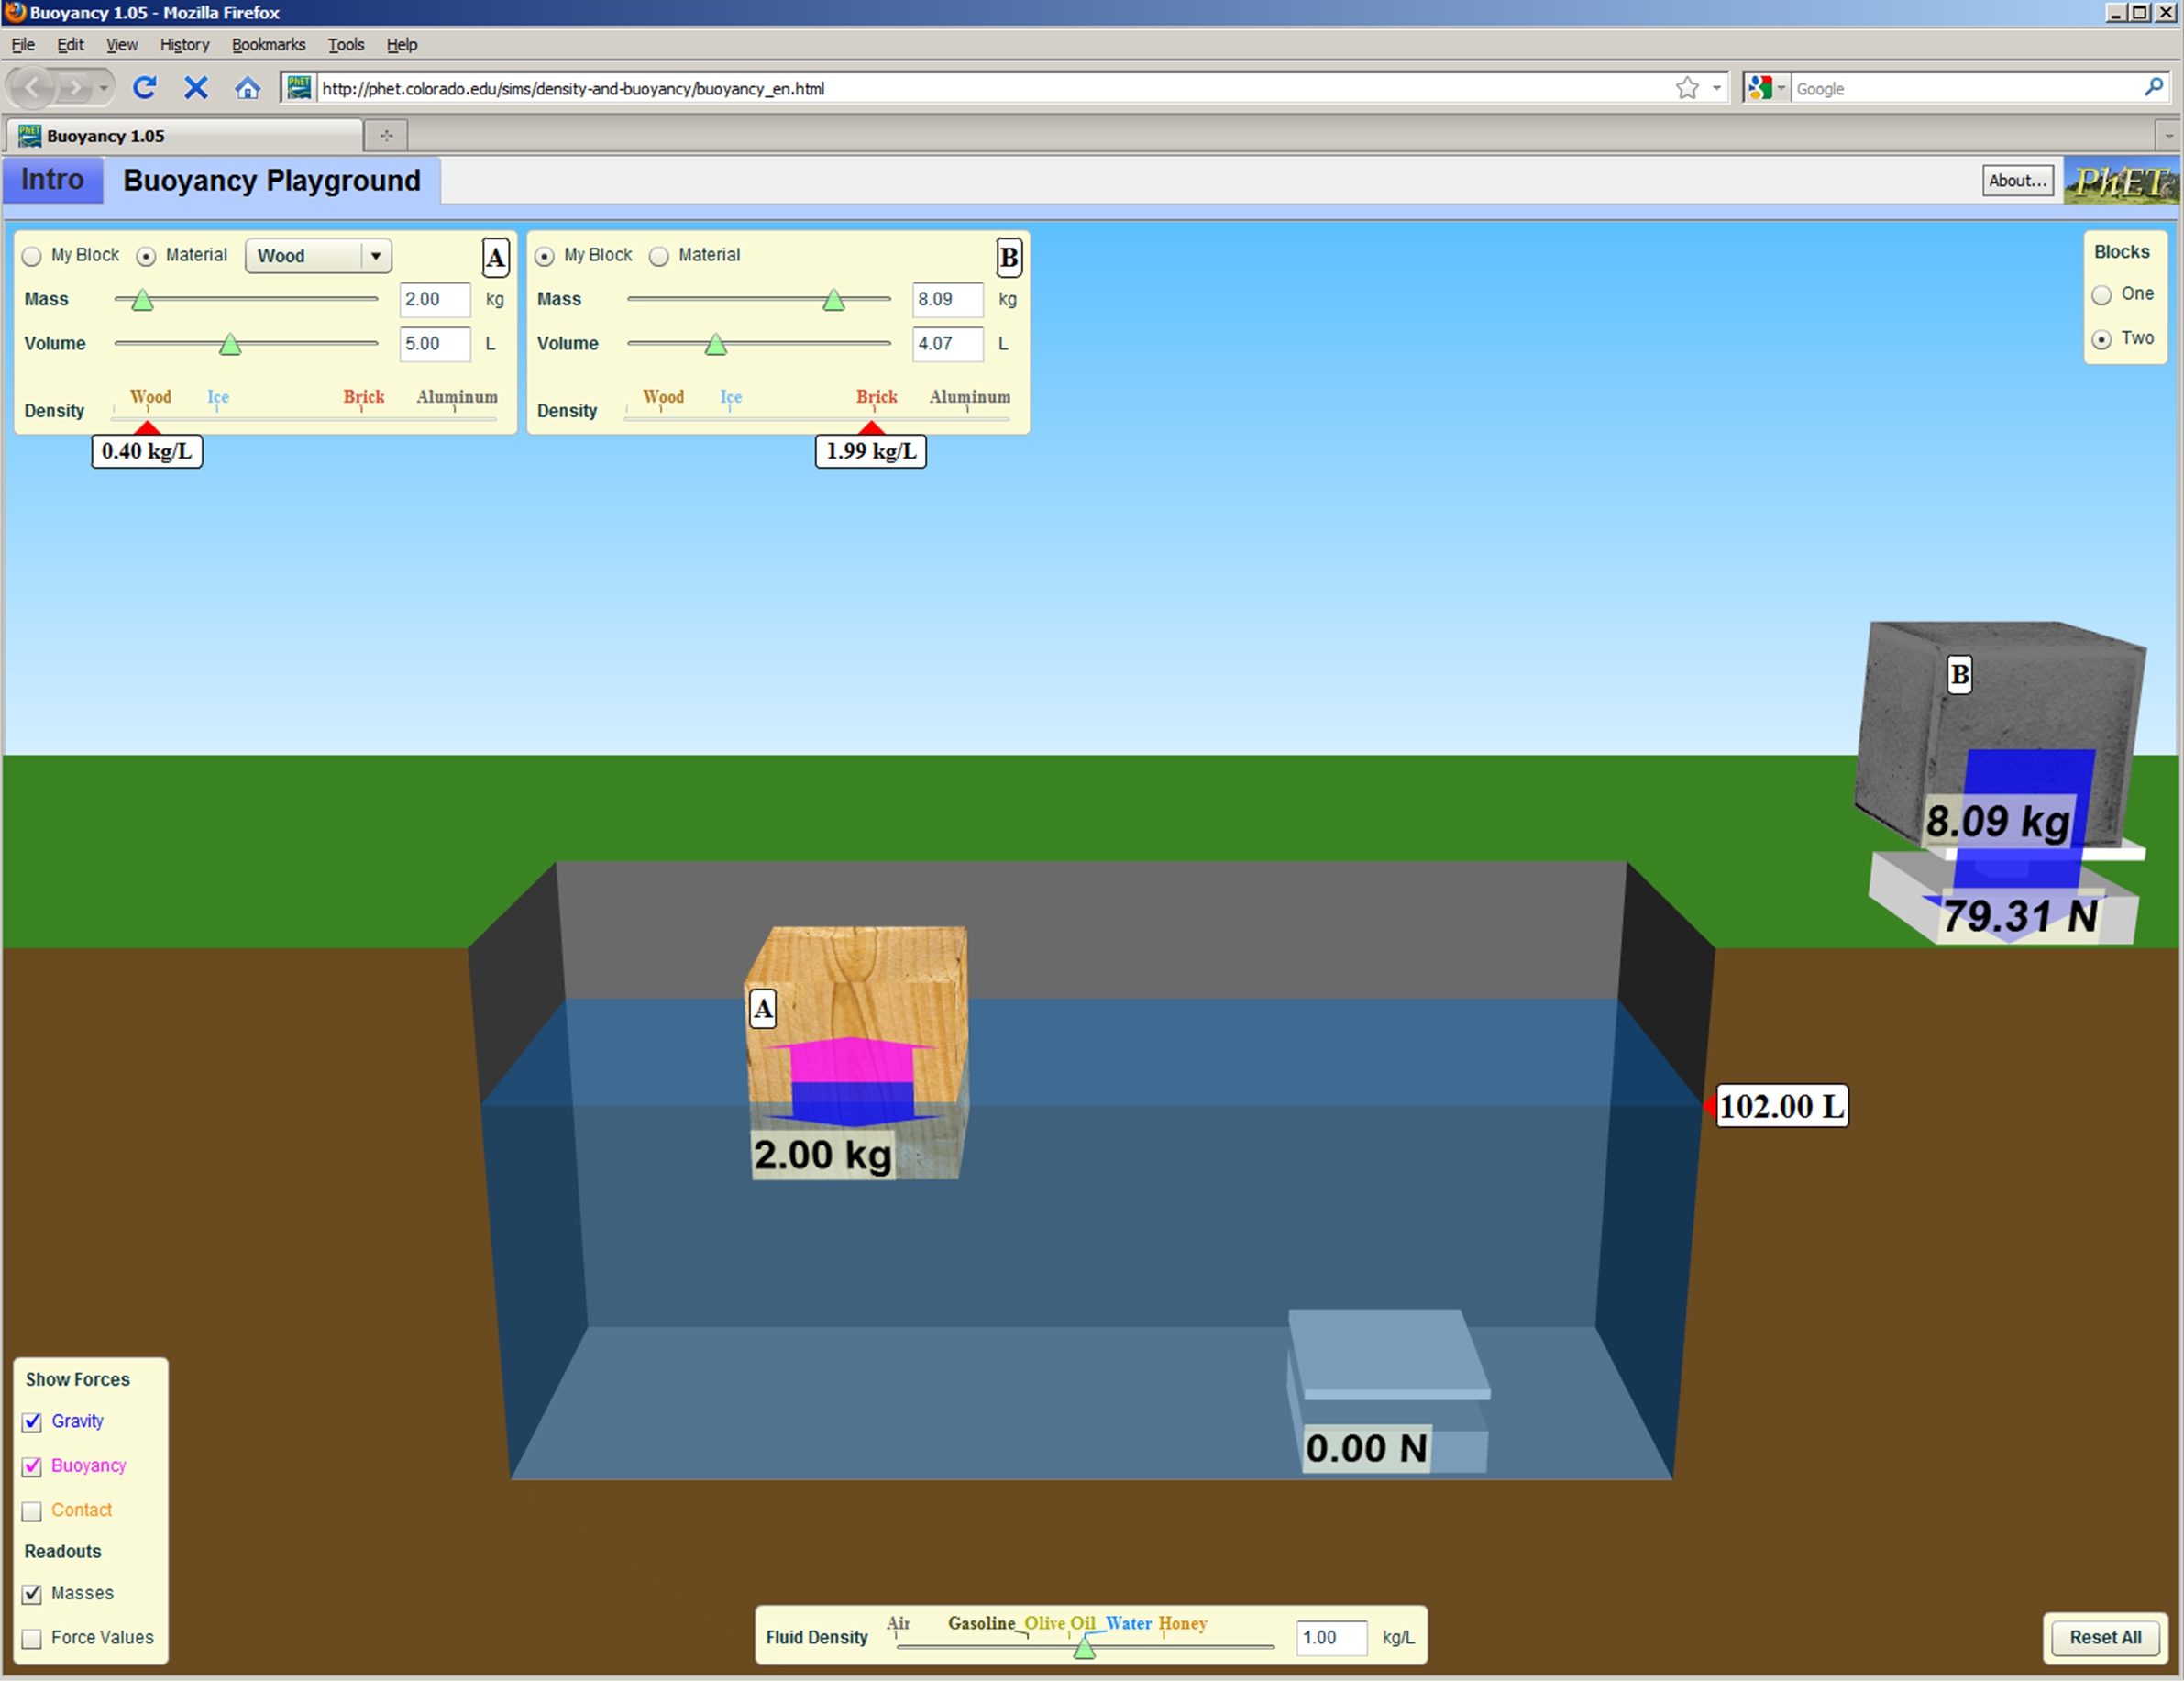 Buoyancy 1.05 - Mozilla Firefox
File Edit View History Bookmarks Tools Help
http://phet.colorado.edu/sims/density-and-buoyancy/buoyancy_en.html
Google
Buoyancy 1.05
Intro Buoyancy Playground
About...
PhET
My Block Material Wood A
Mass 2.00 kg
Volume 5.00 L
Wood Ice Brick Aluminum
Density
0.40 kg/L
My Block Material B
Mass 8.09 kg
Volume 4.07 L
Wood Ice Brick Aluminum
Density
1.99 kg/L
Blocks
One
Two
B
8.09 kg
79.31 N
A
2.00 kg
102.00 L
0.00 N
Show Forces
Gravity
Buoyancy
Contact
Readouts
Masses
Force Values
Air Gasoline Olive Oil Water Honey
Fluid Density 1.00 kg/L
Reset All